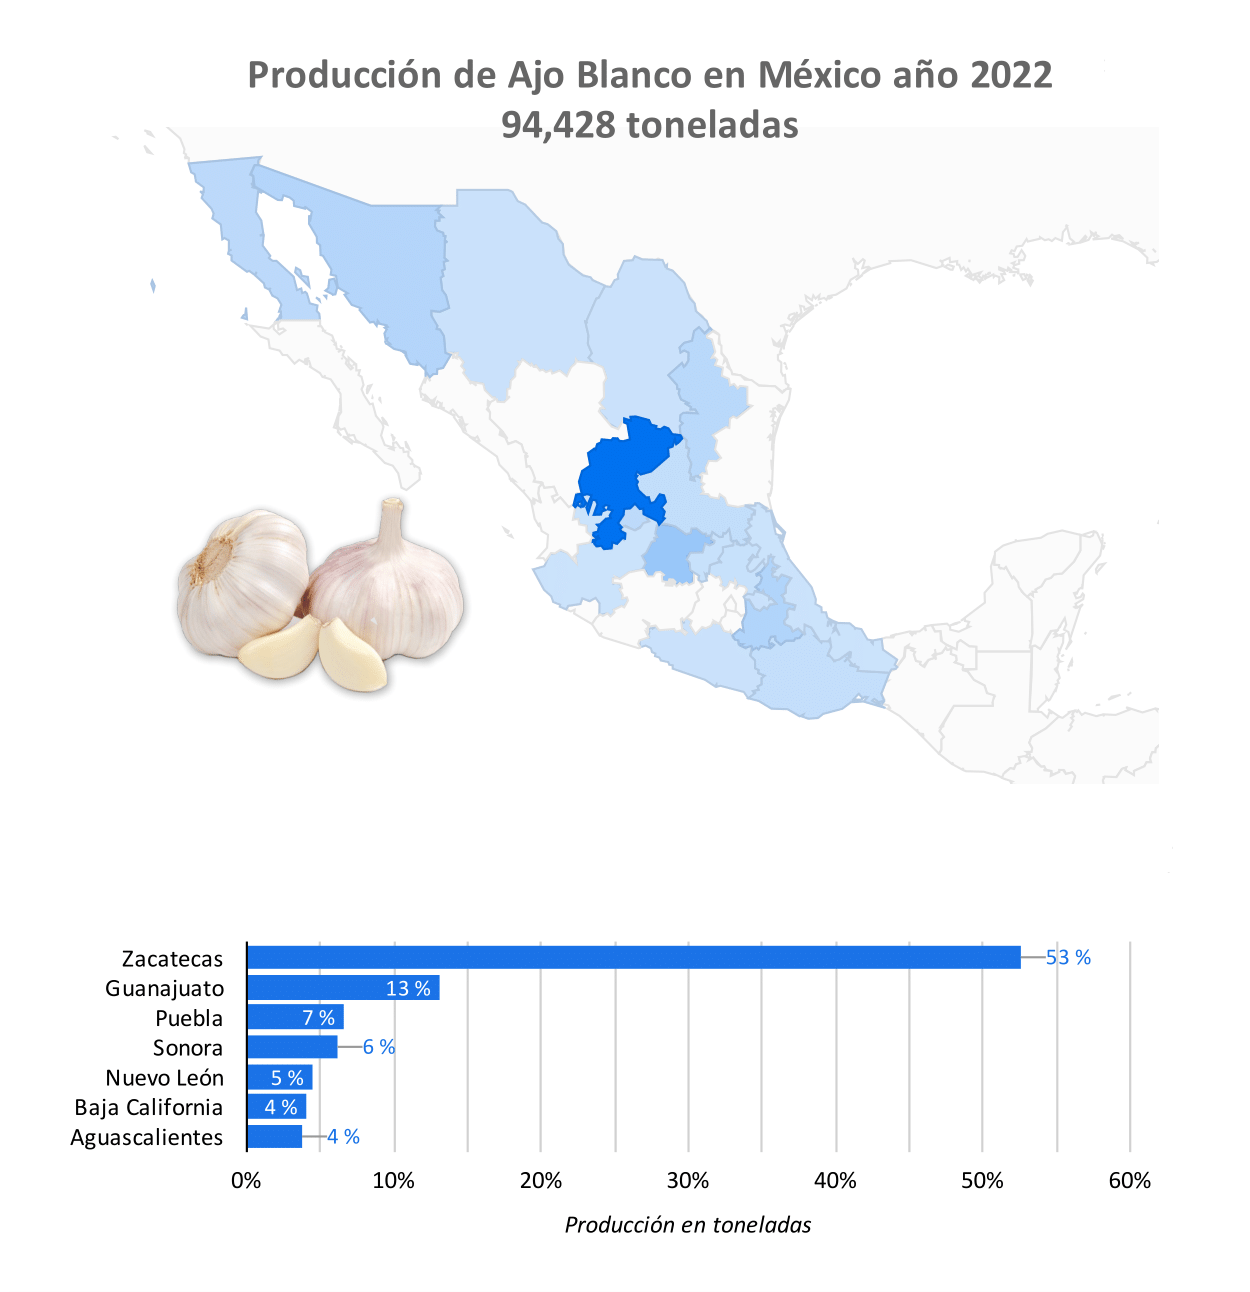 Producción de Ajo Blanco en México año 2022
94,428 toneladas
Zacatecas 53 %
Guanajuato 13 %
Puebla 7 %
Sonora 6 %
Nuevo León 5 %
Baja California 4 %
Aguascalientes 4 %
0% 10% 20% 30% 40% 50% 60%
Producción en toneladas